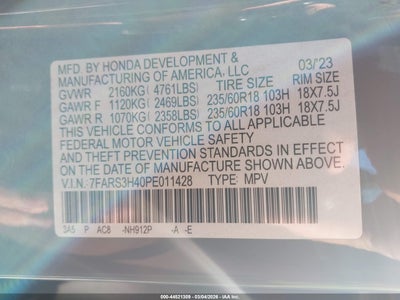 MFD. BY HONDA DEVELOPMENT & 03/23
MANUFACTURING OF AMERICA, LLC
GVWR 2160KG( 4761LBS) TIRE SIZE RIM SIZE
GAWR F 1120KG( 2469LBS) 235/60R18 103H 18X7.5J
GAWR R 1070KG( 2358LBS) 235/60R18 103H 18X7.5J
THIS VEHICLE CONFORMS TO ALL APPLICABLE
FEDERAL MOTOR VEHICLE SAFETY
STANDARDS IN EFFECT ON THE
DATE OF MANUFACTURE SHOWN ABOVE.
V.I.N. 7FARS3H40PE011428 TYPE: MPV
3A5 P AC8 -NH912P -A -E
000-44521309 - 03/04/2026 - IAA, Inc.